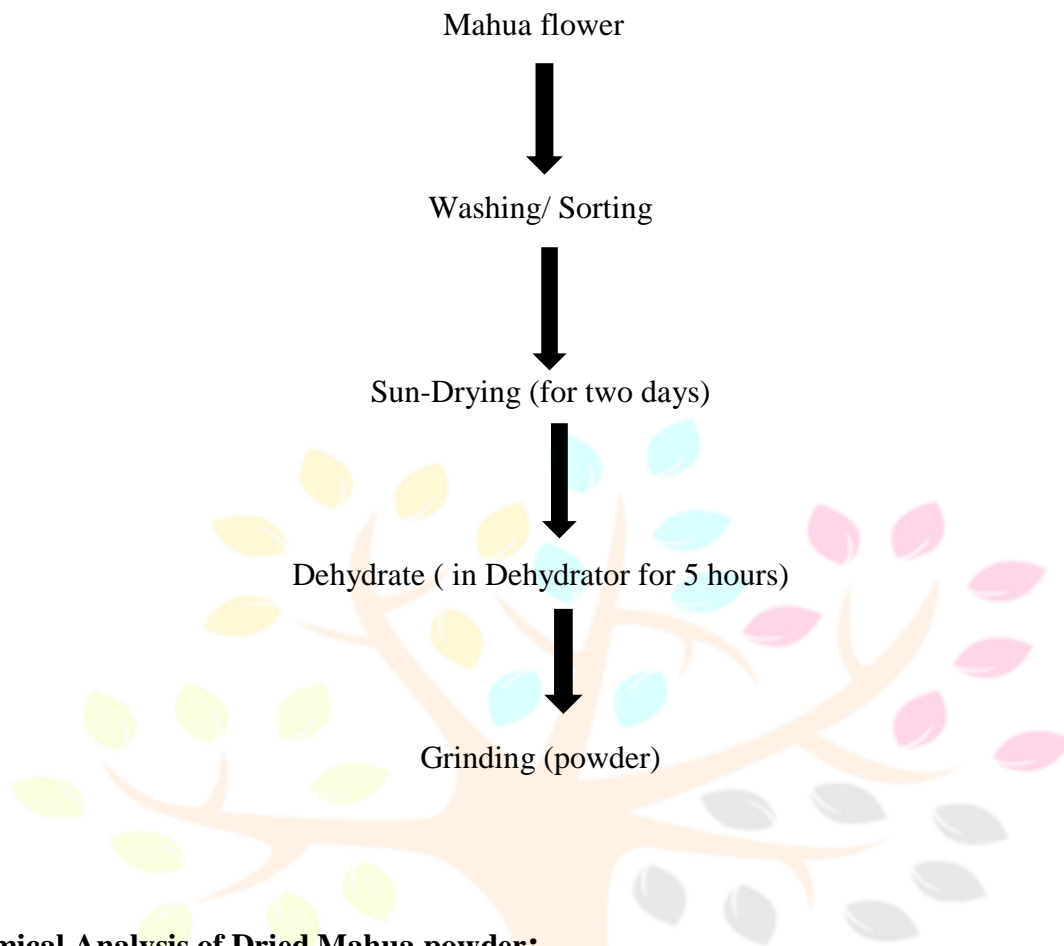 Mahua flower
Washing/ Sorting
Sun-Drying (for two days)
Dehydrate ( in Dehydrator for 5 hours)
Grinding (powder)
Analysis of Dried Mahua powder: